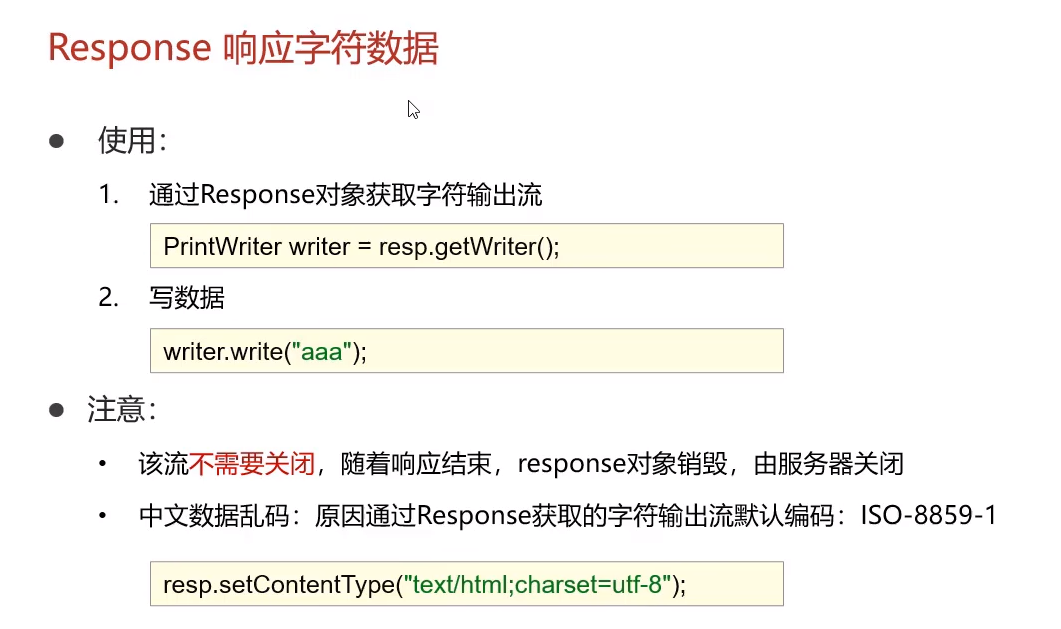 Response 响应字符数据
● 使用：
1. 通过Response对象获取字符输出流
PrintWriter writer = resp.getWriter();
2. 写数据
writer.write("aaa");
● 注意：
• 该流不需要关闭，随着响应结束，response对象销毁，由服务器关闭
• 中文数据乱码：原因通过Response获取的字符输出流默认编码：ISO-8859-1
resp.setContentType("text/html;charset=utf-8");